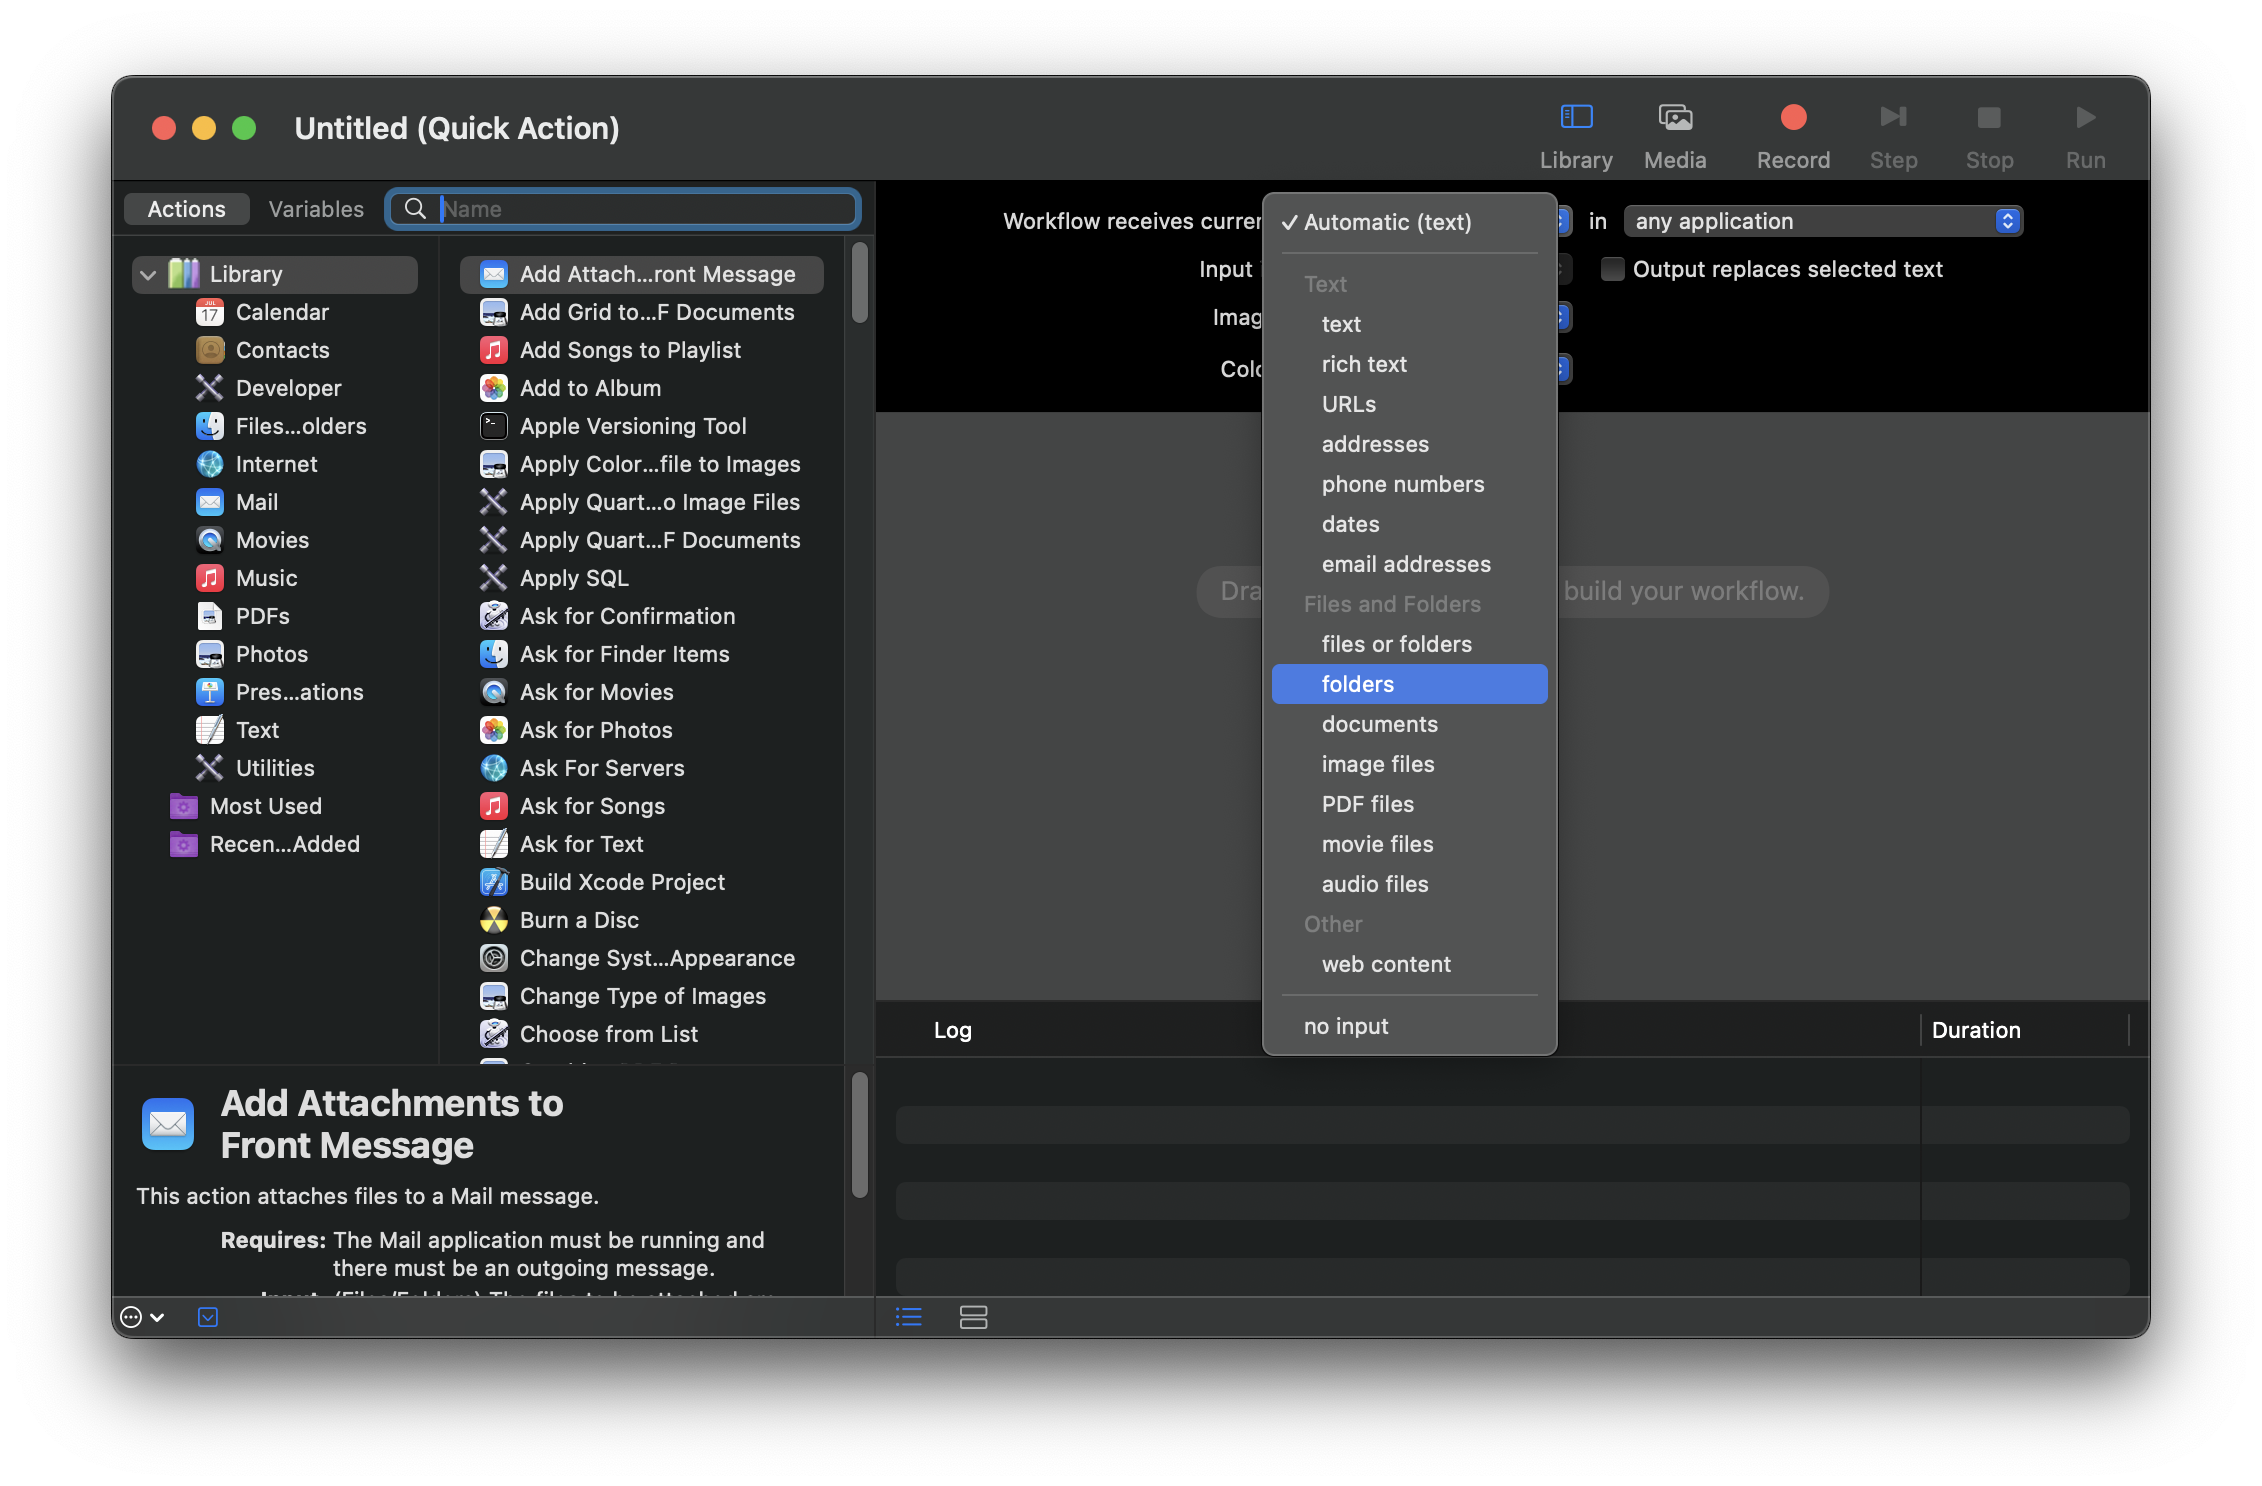 Untitled (Quick Action)
Library
Media
Record
Step
Stop
Run
Actions
Variables
Name
Library
JUL
17
Calendar
Contacts
Developer
Files...olders
Internet
Mail
Movies
Music
PDFs
Photos
Pres...ations
Text
Utilities
Most Used
Recen...Added
Add Attach...ront Message
Add Grid to...F Documents
Add Songs to Playlist
Add to Album
Apple Versioning Tool
Apply Color...file to Images
Apply Quart...o Image Files
Apply Quart...F Documents
Apply SQL
Ask for Confirmation
Ask for Finder Items
Ask for Movies
Ask for Photos
Ask For Servers
Ask for Songs
Ask for Text
Build Xcode Project
Burn a Disc
Change Syst...Appearance
Change Type of Images
Choose from List
Add Attachments to
Front Message
This action attaches files to a Mail message.
Requires: The Mail application must be running and
there must be an outgoing message.
Workflow receives curren
in
any application
Input
Output replaces selected text
Imag
Colo
✓ Automatic (text)
Text
text
rich text
URLs
addresses
phone numbers
dates
email addresses
Files and Folders
files or folders
folders
documents
image files
PDF files
movie files
audio files
Other
web content
no input
Dra
build your workflow.
Log
Duration